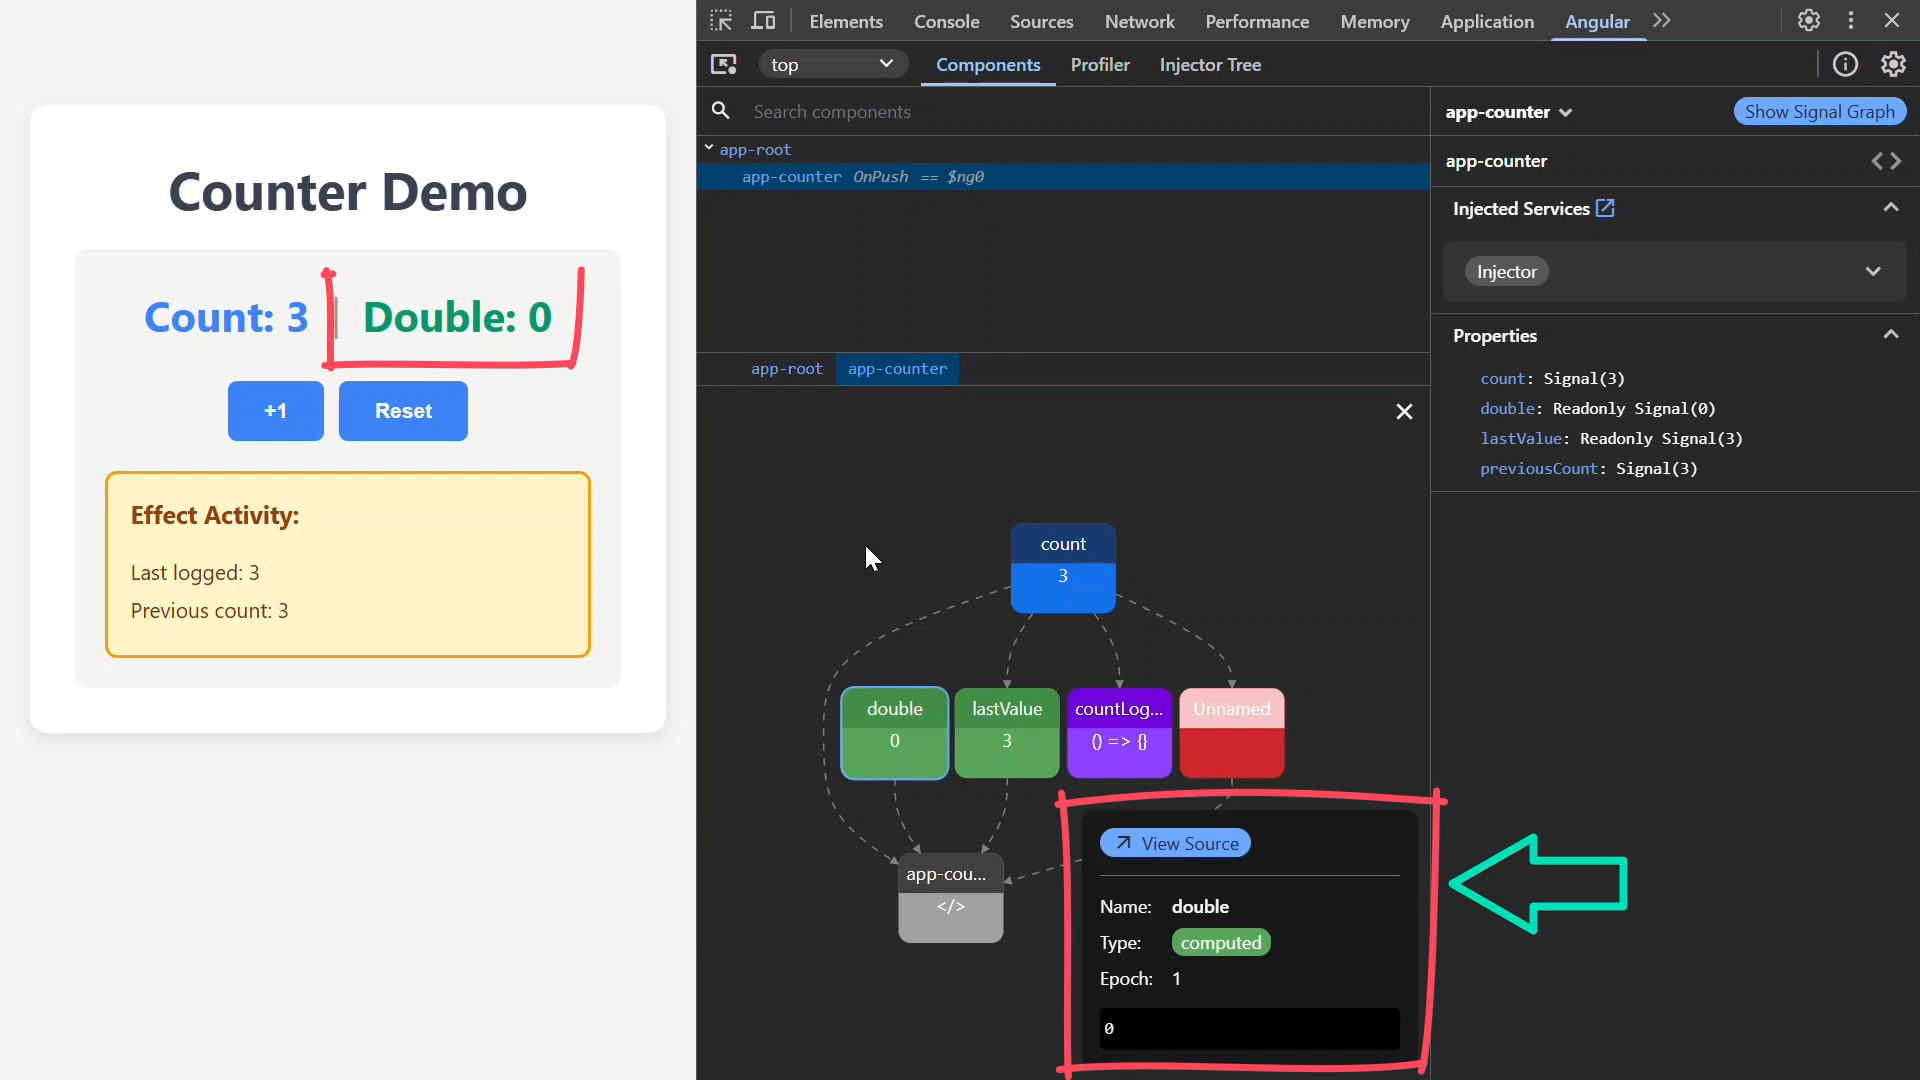 Counter Demo
Count: 3 | Double: 0
+1
Reset
Effect Activity:
Last logged: 3
Previous count: 3
Elements
Console
Sources
Network
Performance
Memory
Application
Angular
top
Components
Profiler
Injector Tree
Search components
app-root
app-counter OnPush == $ng0
app-root
app-counter
count
3
double
0
lastValue
3
countLog...
() => {}
Unnamed
app-cou...
</>
View Source
Name: double
Type: computed
Epoch: 1
0
app-counter
Show Signal Graph
app-counter
Injected Services
Injector
Properties
count: Signal(3)
double: Readonly Signal(0)
lastValue: Readonly Signal(3)
previousCount: Signal(3)